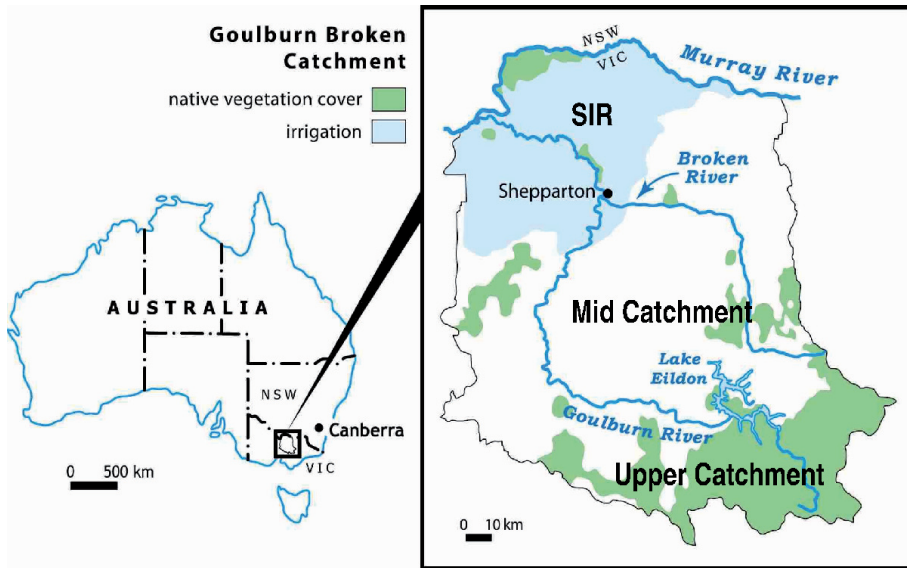 Goulburn Broken
Catchment
native vegetation cover
irrigation
AUSTRALIA
NSW
Canberra
VIC
0 500 km
NSW
VIC
Murray River
SIR
Broken
River
Shepparton
Mid Catchment
Lake
Eildon
Goulburn River
Upper Catchment
0 10 km